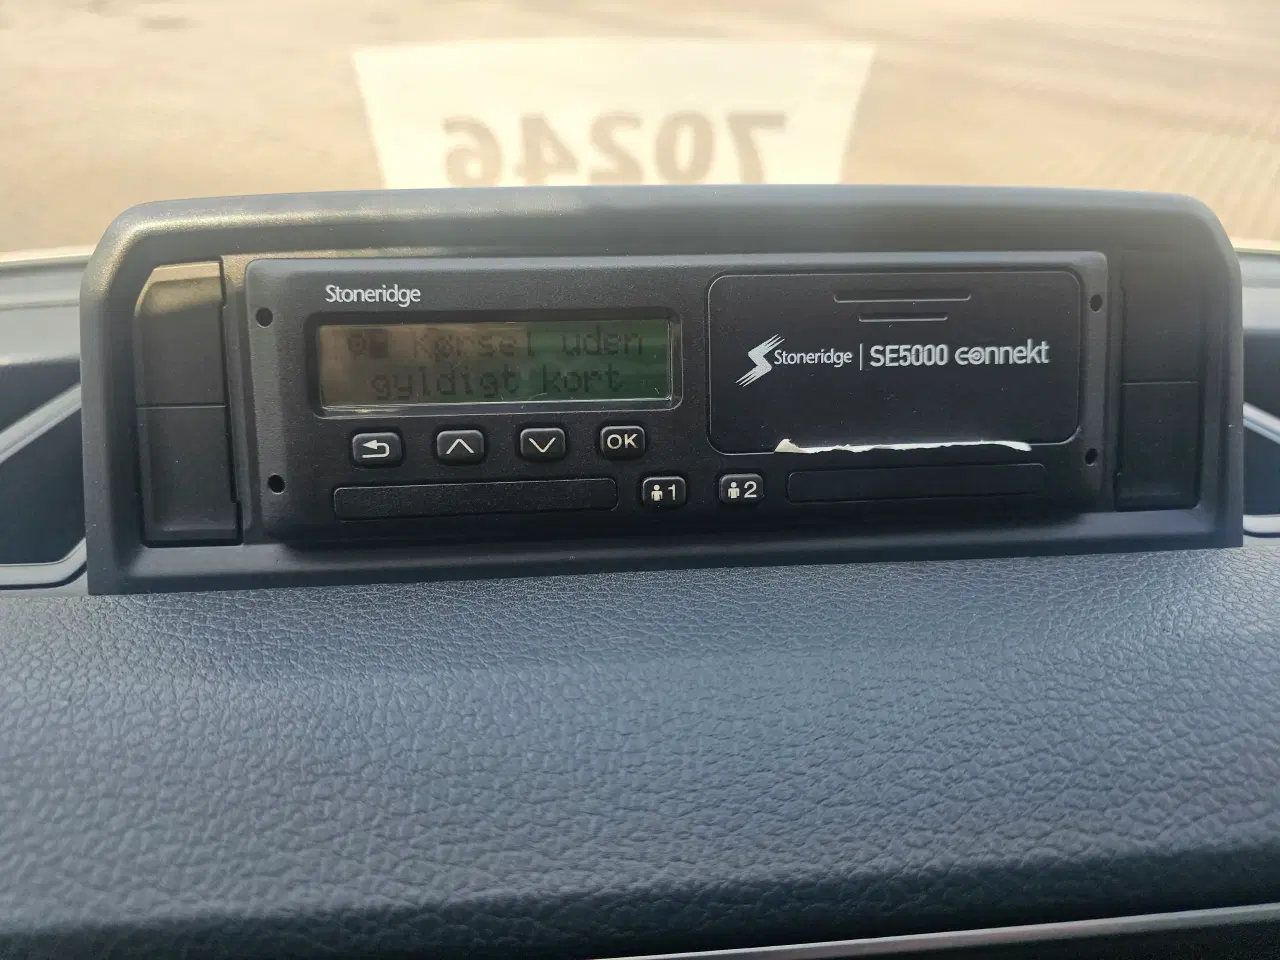 70246
Stoneridge
Kørsel uden
gyldigt kort
Stoneridge | SE5000 connekt
OK
1
2